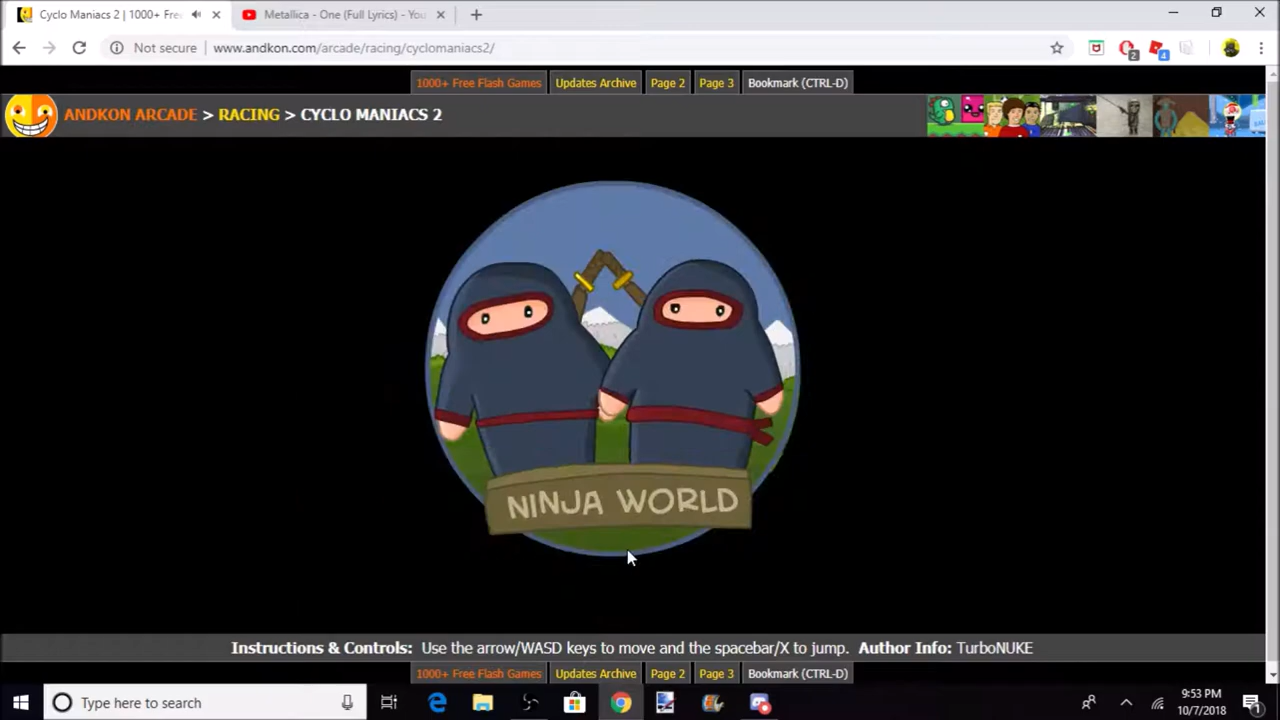 Cyclo Maniacs 2 | 1000+ Fre
Metallica - One (Full Lyrics) - You
Not secure www.andkon.com/arcade/racing/cyclomaniacs2/
2
4
1000+ Free Flash Games Updates Archive Page 2 Page 3 Bookmark (CTRL-D)
ANDKON ARCADE > RACING > CYCLO MANIACS 2
NINJA WORLD
Instructions & Controls: Use the arrow/WASD keys to move and the spacebar/X to jump. Author Info: TurboNUKE
1000+ Free Flash Games Updates Archive Page 2 Page 3 Bookmark (CTRL-D)
Type here to search
9:53 PM
10/7/2018
1